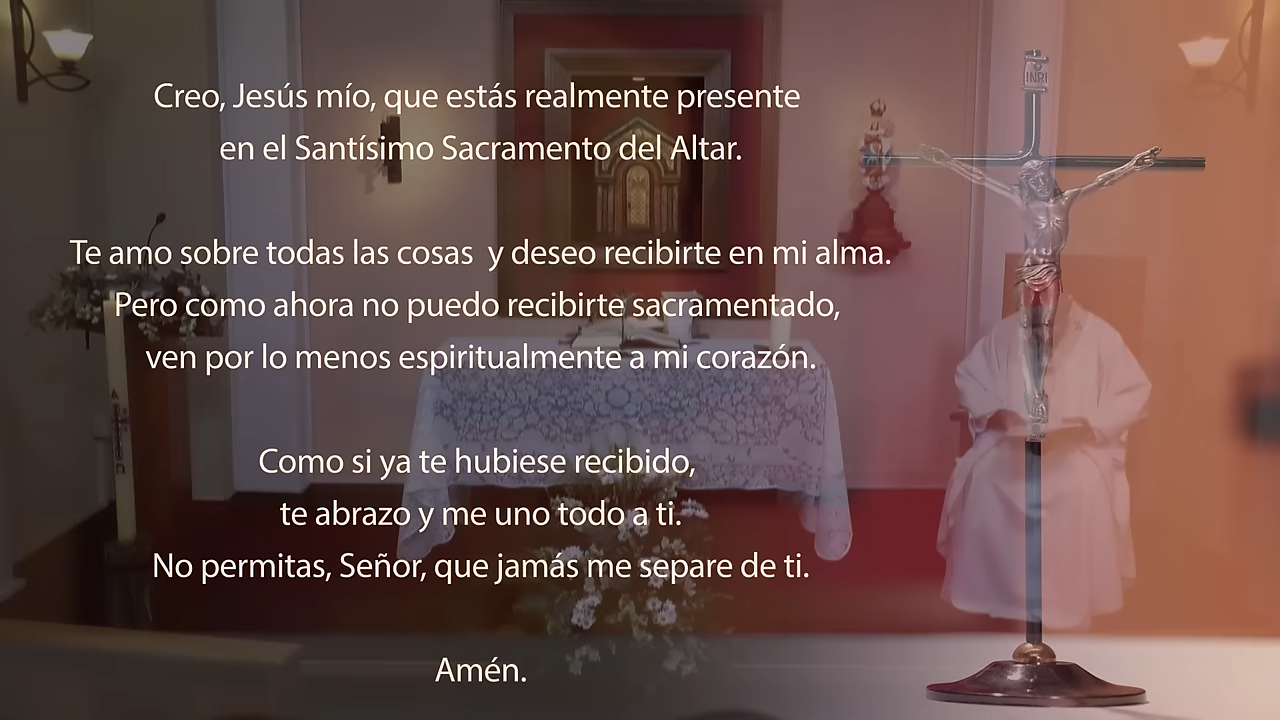 Creo, Jesús mío, que estás realmente presente
en el Santísimo Sacramento del Altar.
Te amo sobre todas las cosas y deseo recibirte en mi alma.
Pero como ahora no puedo recibirte sacramentado,
ven por lo menos espiritualmente a mi corazón.
Como si ya te hubiese recibido,
te abrazo y me uno todo a ti.
No permitas, Señor, que jamás me separe de ti.
Amén.
INRI